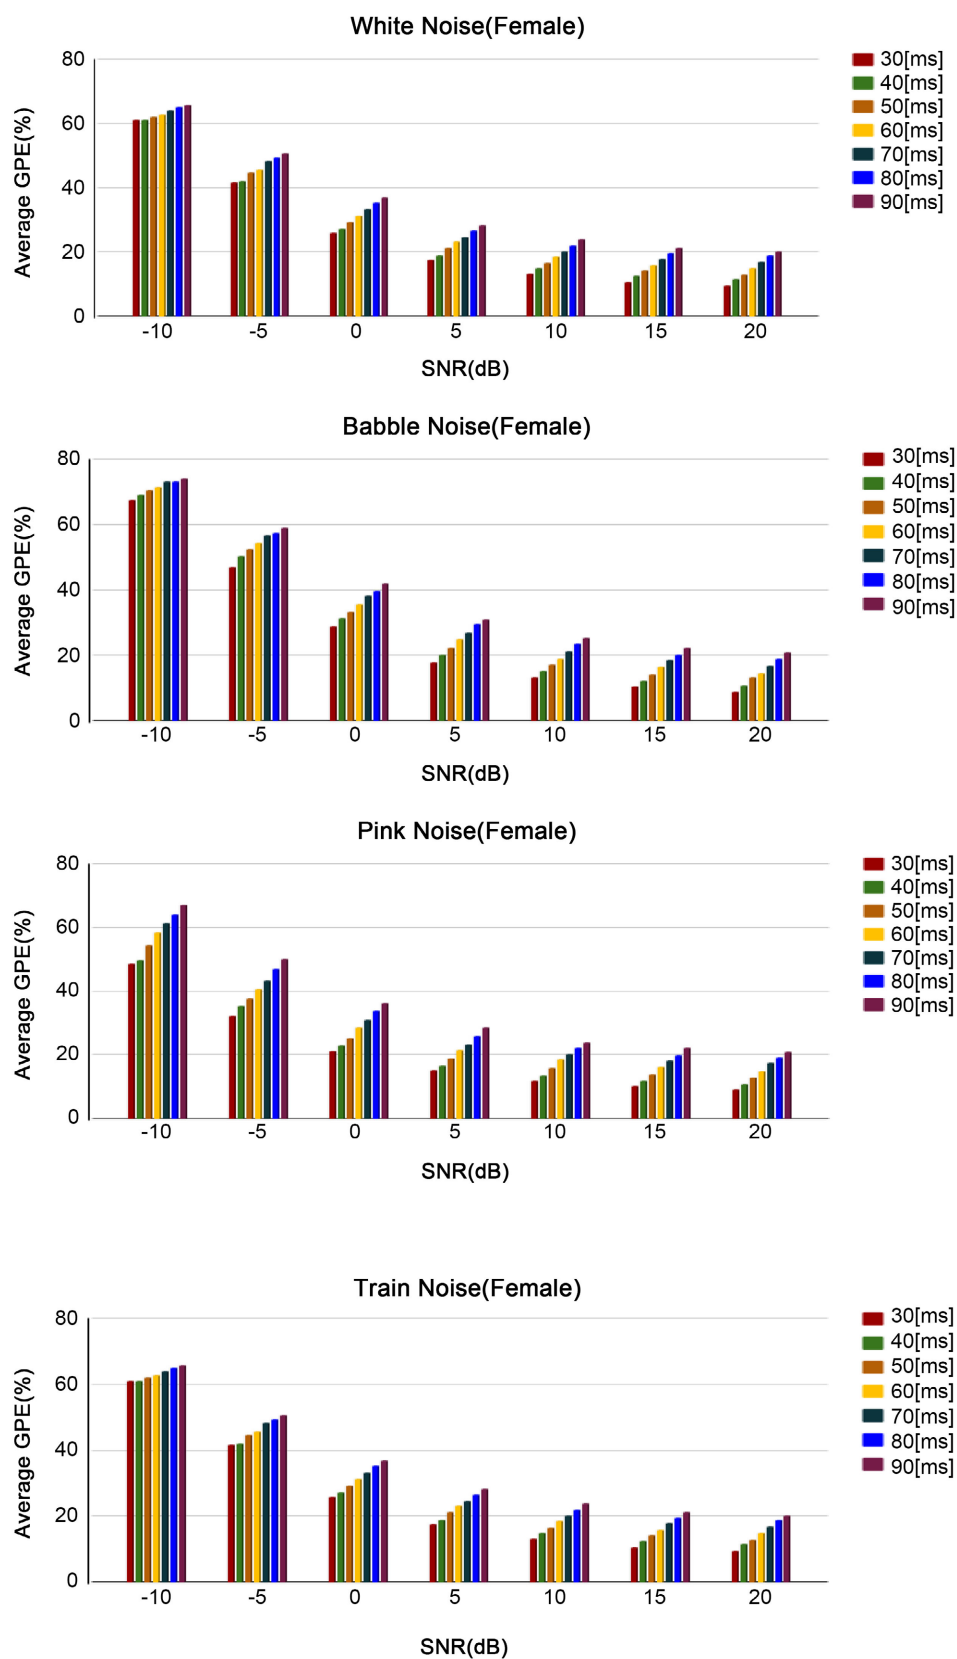 White Noise(Female)
Average GPE(%)
80
60
40
20
0
-10 -5 0 5 10 15 20
SNR(dB)
30[ms]
40[ms]
50[ms]
60[ms]
70[ms]
80[ms]
90[ms]
Babble Noise(Female)
Average GPE(%)
80
60
40
20
0
-10 -5 0 5 10 15 20
SNR(dB)
30[ms]
40[ms]
50[ms]
60[ms]
70[ms]
80[ms]
90[ms]
Pink Noise(Female)
Average GPE(%)
80
60
40
20
0
-10 -5 0 5 10 15 20
SNR(dB)
30[ms]
40[ms]
50[ms]
60[ms]
70[ms]
80[ms]
90[ms]
Train Noise(Female)
Average GPE(%)
80
60
40
20
0
-10 -5 0 5 10 15 20
SNR(dB)
30[ms]
40[ms]
50[ms]
60[ms]
70[ms]
80[ms]
90[ms]